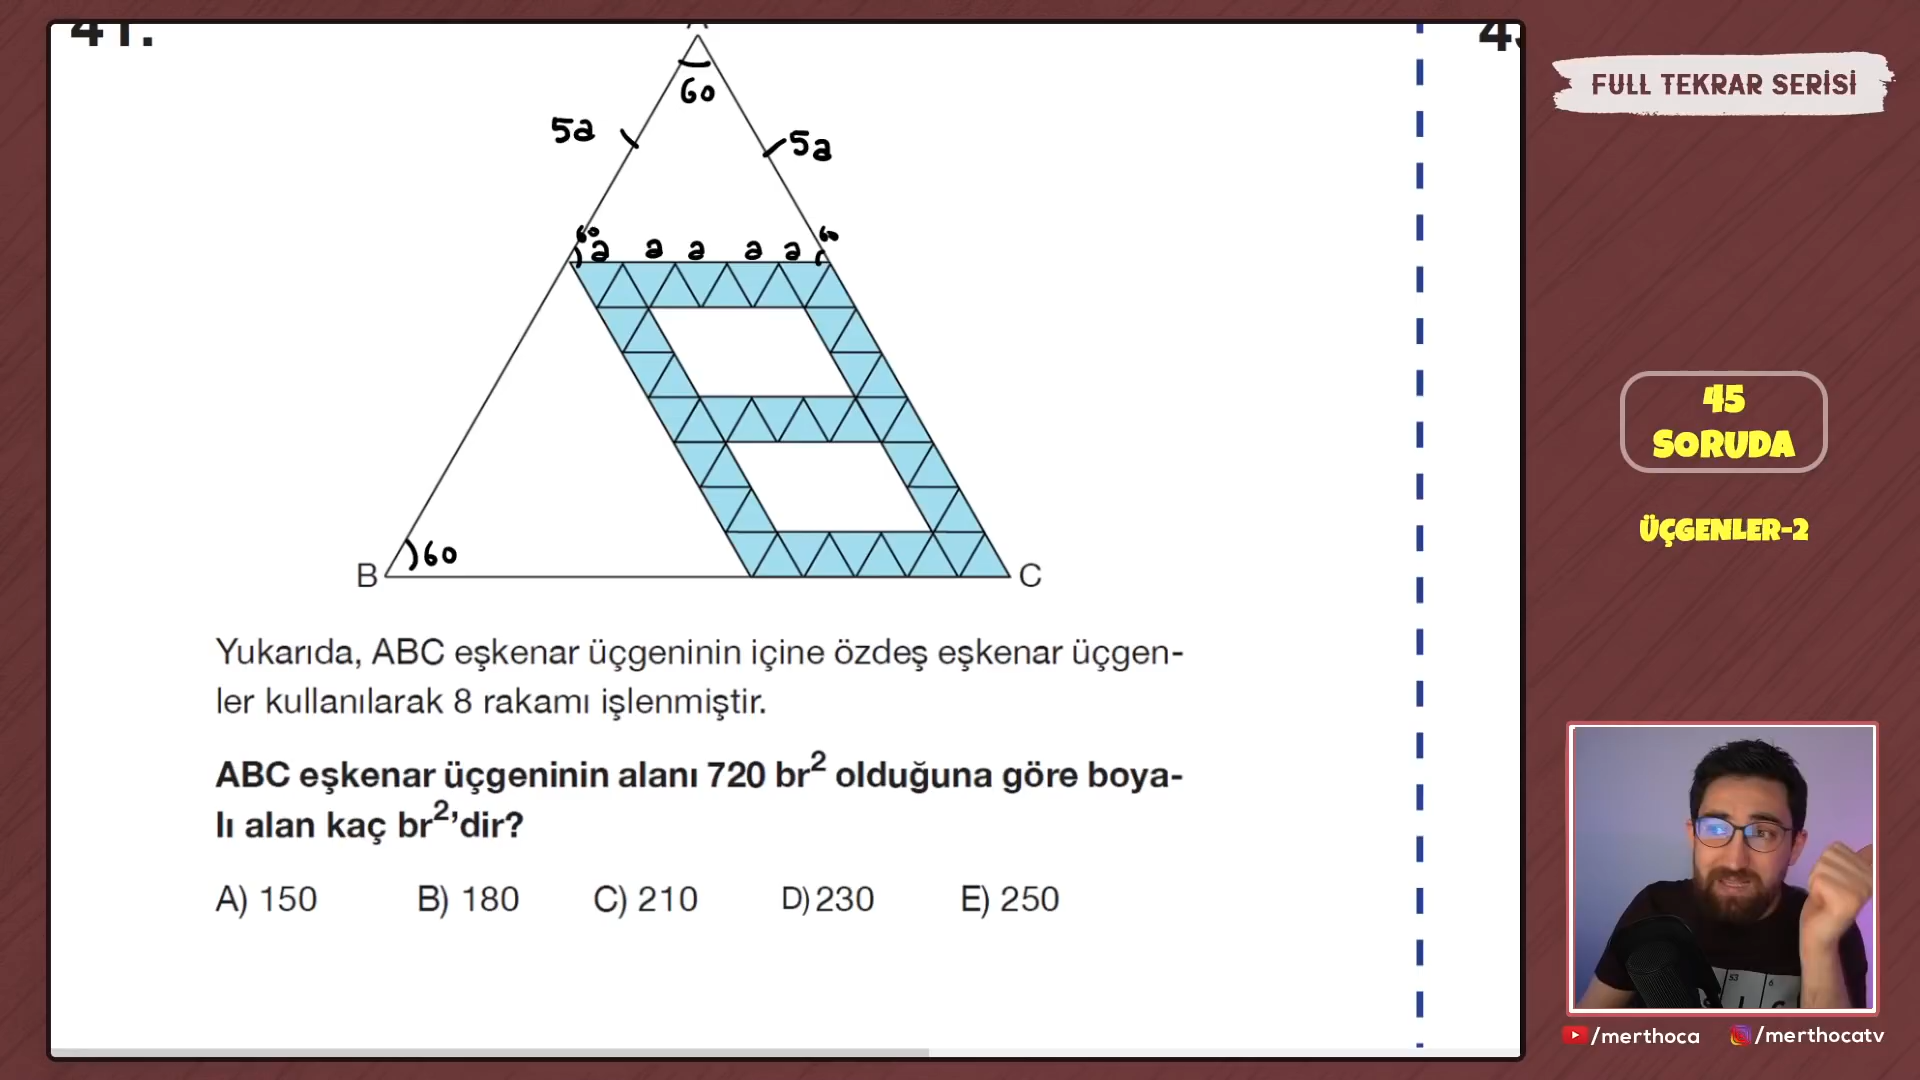 41.
60
5a
5a
60
60
a a a a a
B
60
C
Yukarıda, ABC eşkenar üçgeninin içine özdeş eşkenar üçgen-
ler kullanılarak 8 rakamı işlenmiştir.
ABC eşkenar üçgeninin alanı 720 br² olduğuna göre boya-
lı alan kaç br²’dir?
A) 150 B) 180 C) 210 D) 230 E) 250
FULL TEKRAR SERİSİ
45
SORUDA
ÜÇGENLER-2
/merthoca /merthocatv